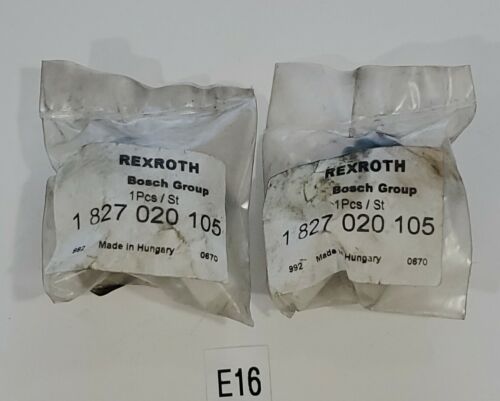 REXROTH
Bosch Group
1Pcs / St
1 827 020 105
992 Made in Hungary 0670
REXROTH
Bosch Group
1Pcs / St
1 827 020 105
992 Made in Hungary 0670
E16